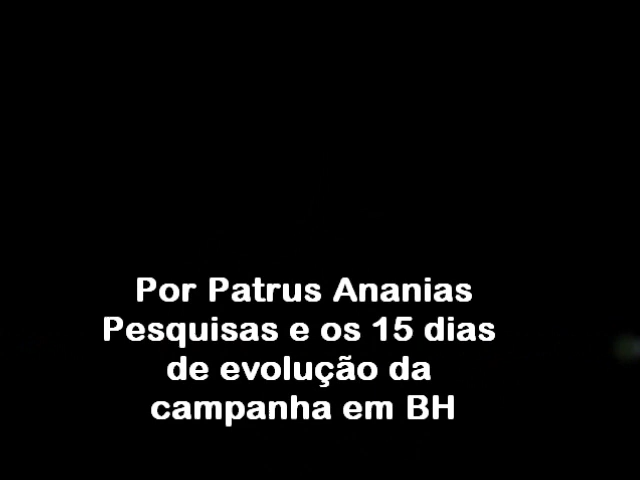 Por Patrus Ananias
Pesquisas e os 15 dias
de evolução da
campanha em BH